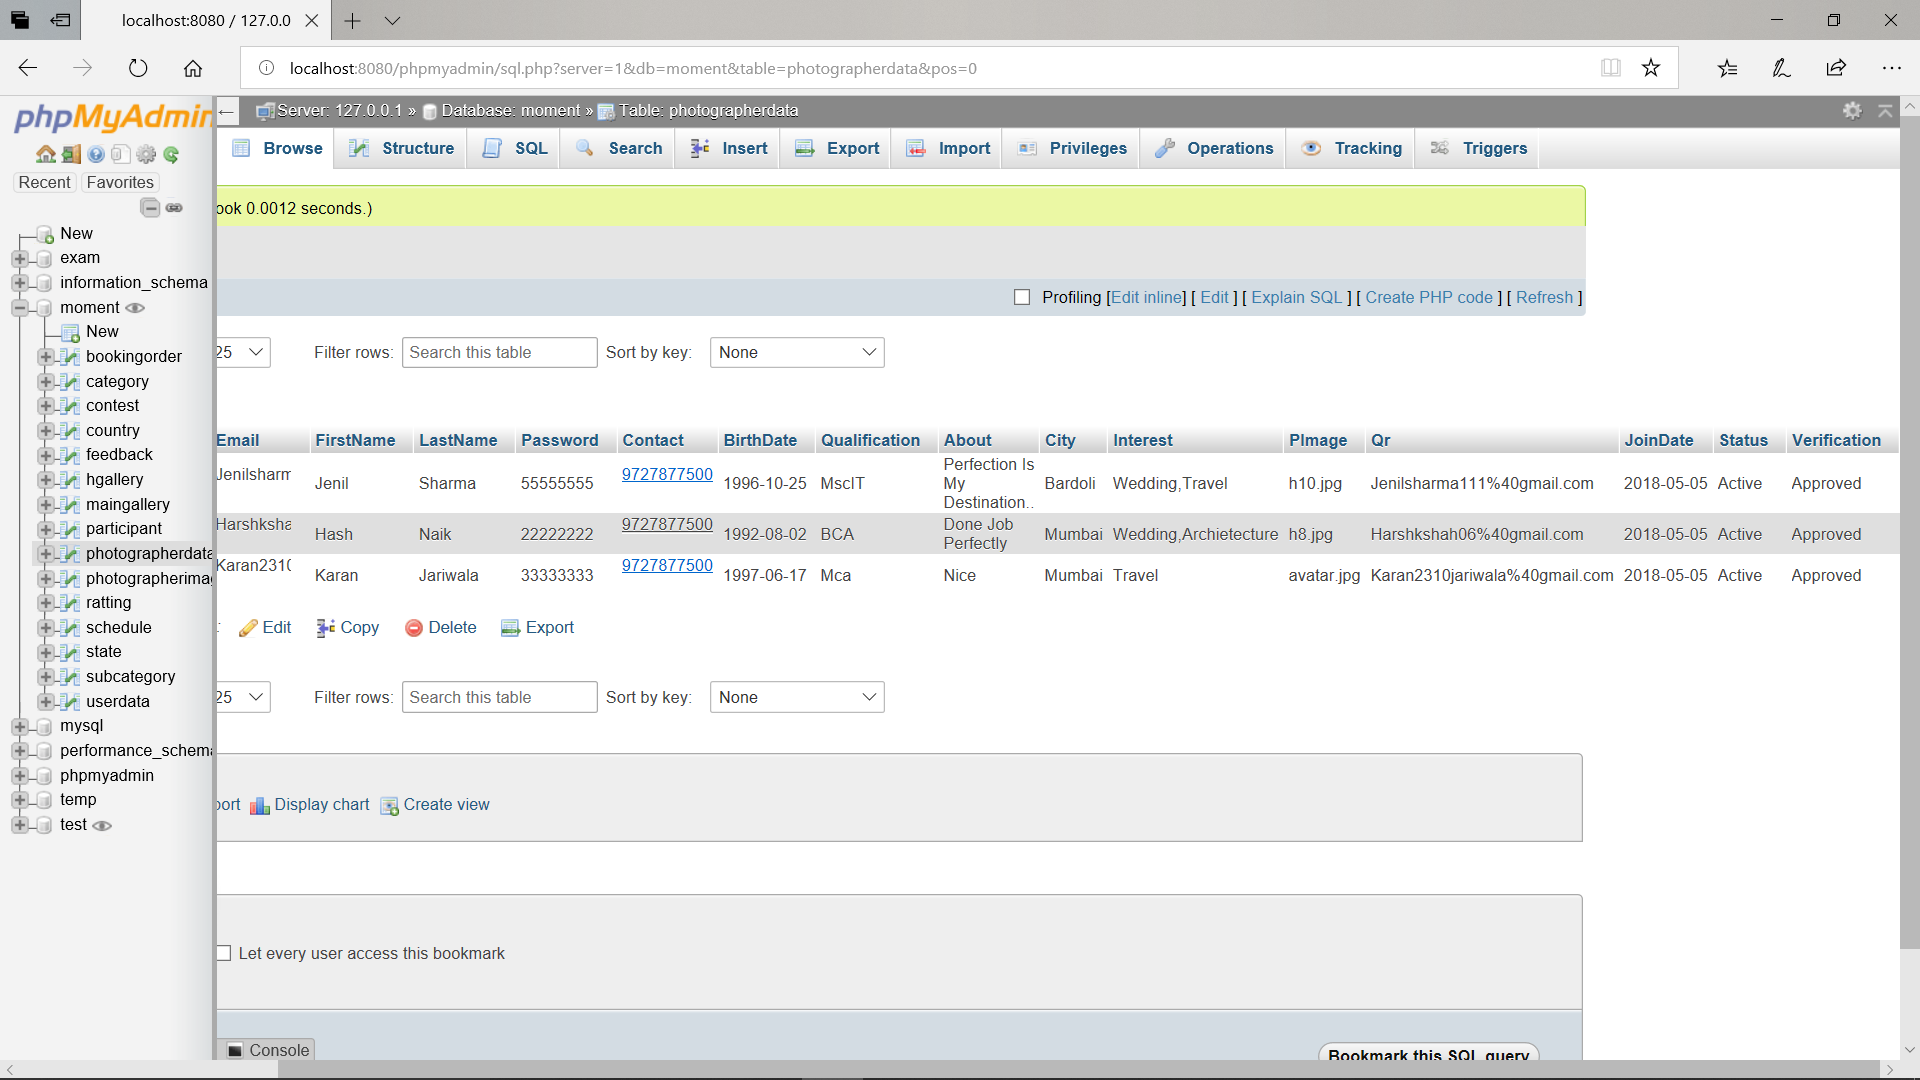 localhost:8080 / 127.0.0
localhost:8080/phpmyadmin/sql.php?server=1&db=moment&table=photographerdata&pos=0
phpMyAdmin
Recent Favorites
New
exam
information_schema
moment
New
bookingorder
category
contest
country
feedback
hgallery
maingallery
participant
photographerdata
photographerima
ratting
schedule
state
subcategory
userdata
mysql
performance_schema
phpmyadmin
temp
test
Server: 127.0.0.1 » Database: moment » Table: photographerdata
Browse Structure SQL Search Insert Export Import Privileges Operations Tracking Triggers
ook 0.0012 seconds.)
Profiling [Edit inline] [ Edit ] [ Explain SQL ] [ Create PHP code ] [ Refresh ]
25 Filter rows: Search this table Sort by key: None
Email FirstName LastName Password Contact BirthDate Qualification About City Interest PImage Qr JoinDate Status Verification
Jenilsharm Jenil Sharma 55555555 9727877500 1996-10-25 MscIT Perfection Is My Destination.. Bardoli Wedding,Travel h10.jpg Jenilsharma111%40gmail.com 2018-05-05 Active Approved
Harshksha Hash Naik 22222222 9727877500 1992-08-02 BCA Done Job Perfectly Mumbai Wedding,Archietecture h8.jpg Harshkshah06%40gmail.com 2018-05-05 Active Approved
Karan231( Karan Jariwala 33333333 9727877500 1997-06-17 Mca Nice Mumbai Travel avatar.jpg Karan2310jariwala%40gmail.com 2018-05-05 Active Approved
: Edit Copy Delete Export
25 Filter rows: Search this table Sort by key: None
ort Display chart Create view
Let every user access this bookmark
Console
Bookmark this SQL query